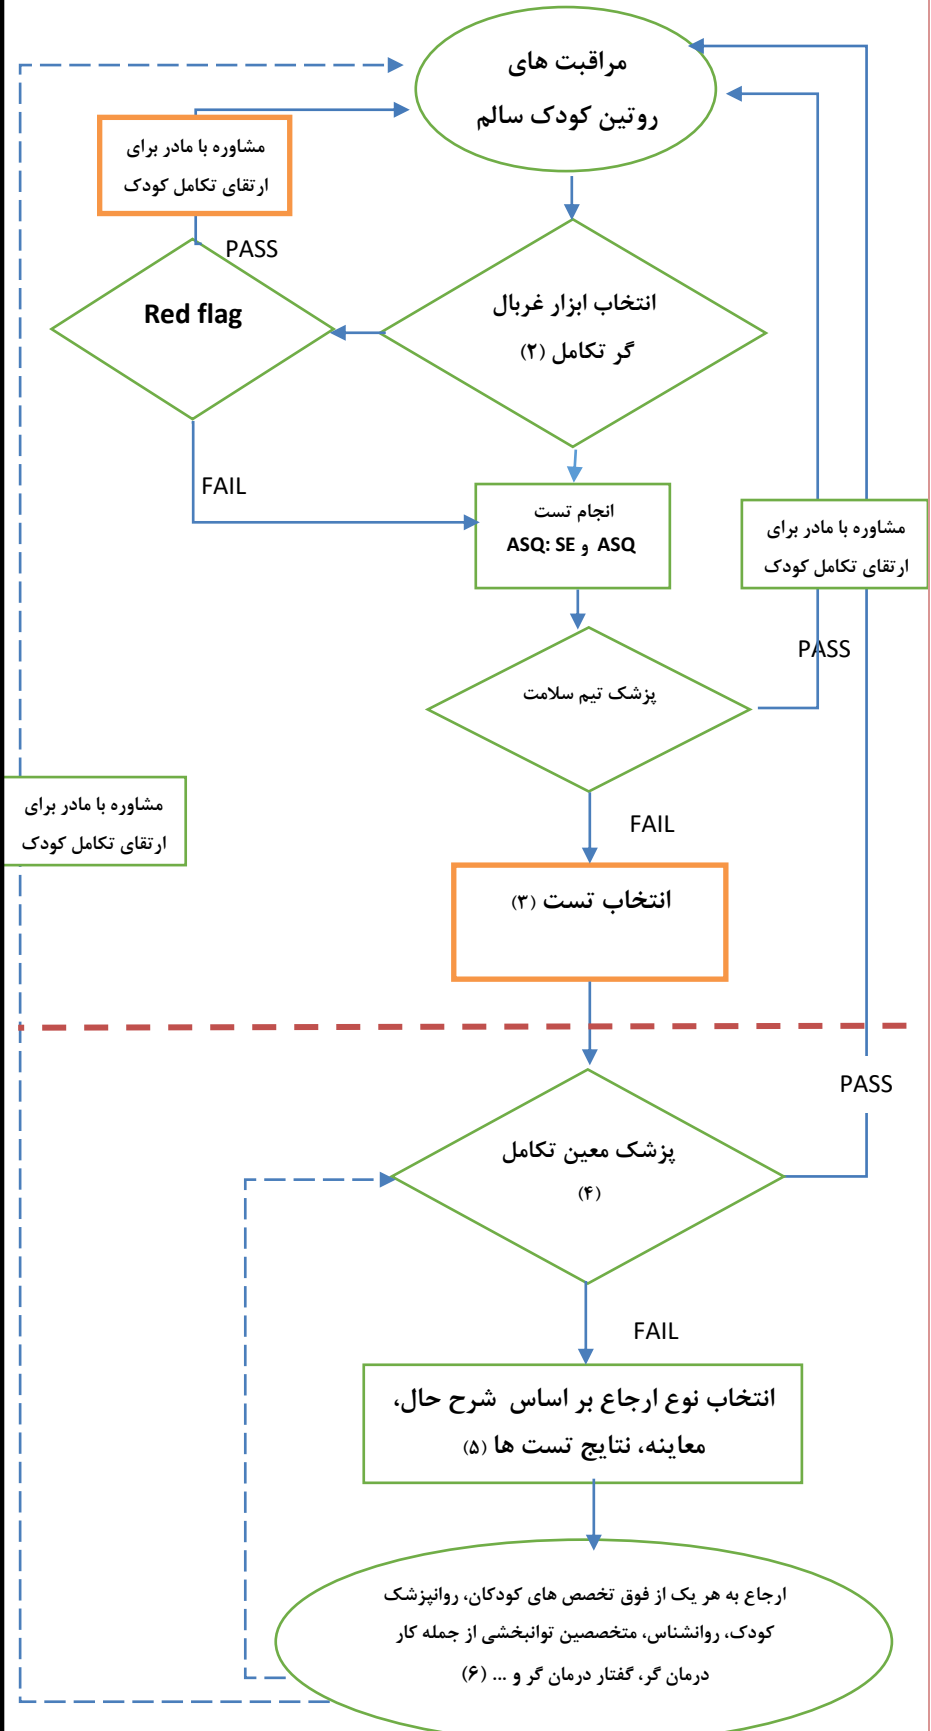 مراقبت های
روتین کودک سالم
مشاوره با مادر برای
ارتقای تکامل کودک
PASS
Red flag
انتخاب ابزار غربال
گر تکامل (۲)
FAIL
انجام تست
ASQ و ASQ: SE
مشاوره با مادر برای
ارتقای تکامل کودک
PASS
پزشک تیم سلامت
مشاوره با مادر برای
ارتقای تکامل کودک
FAIL
انتخاب تست (۳)
PASS
پزشک معین تکامل
(۴)
FAIL
انتخاب نوع ارجاع بر اساس شرح حال،
معاینه، نتایج تست ها (۵)
ارجاع به هر یک از فوق تخصص های کودکان، روانپزشک
کودک، روانشناس، متخصصین توانبخشی از جمله کار
درمان گر، گفتار درمان گر و ... (۶)